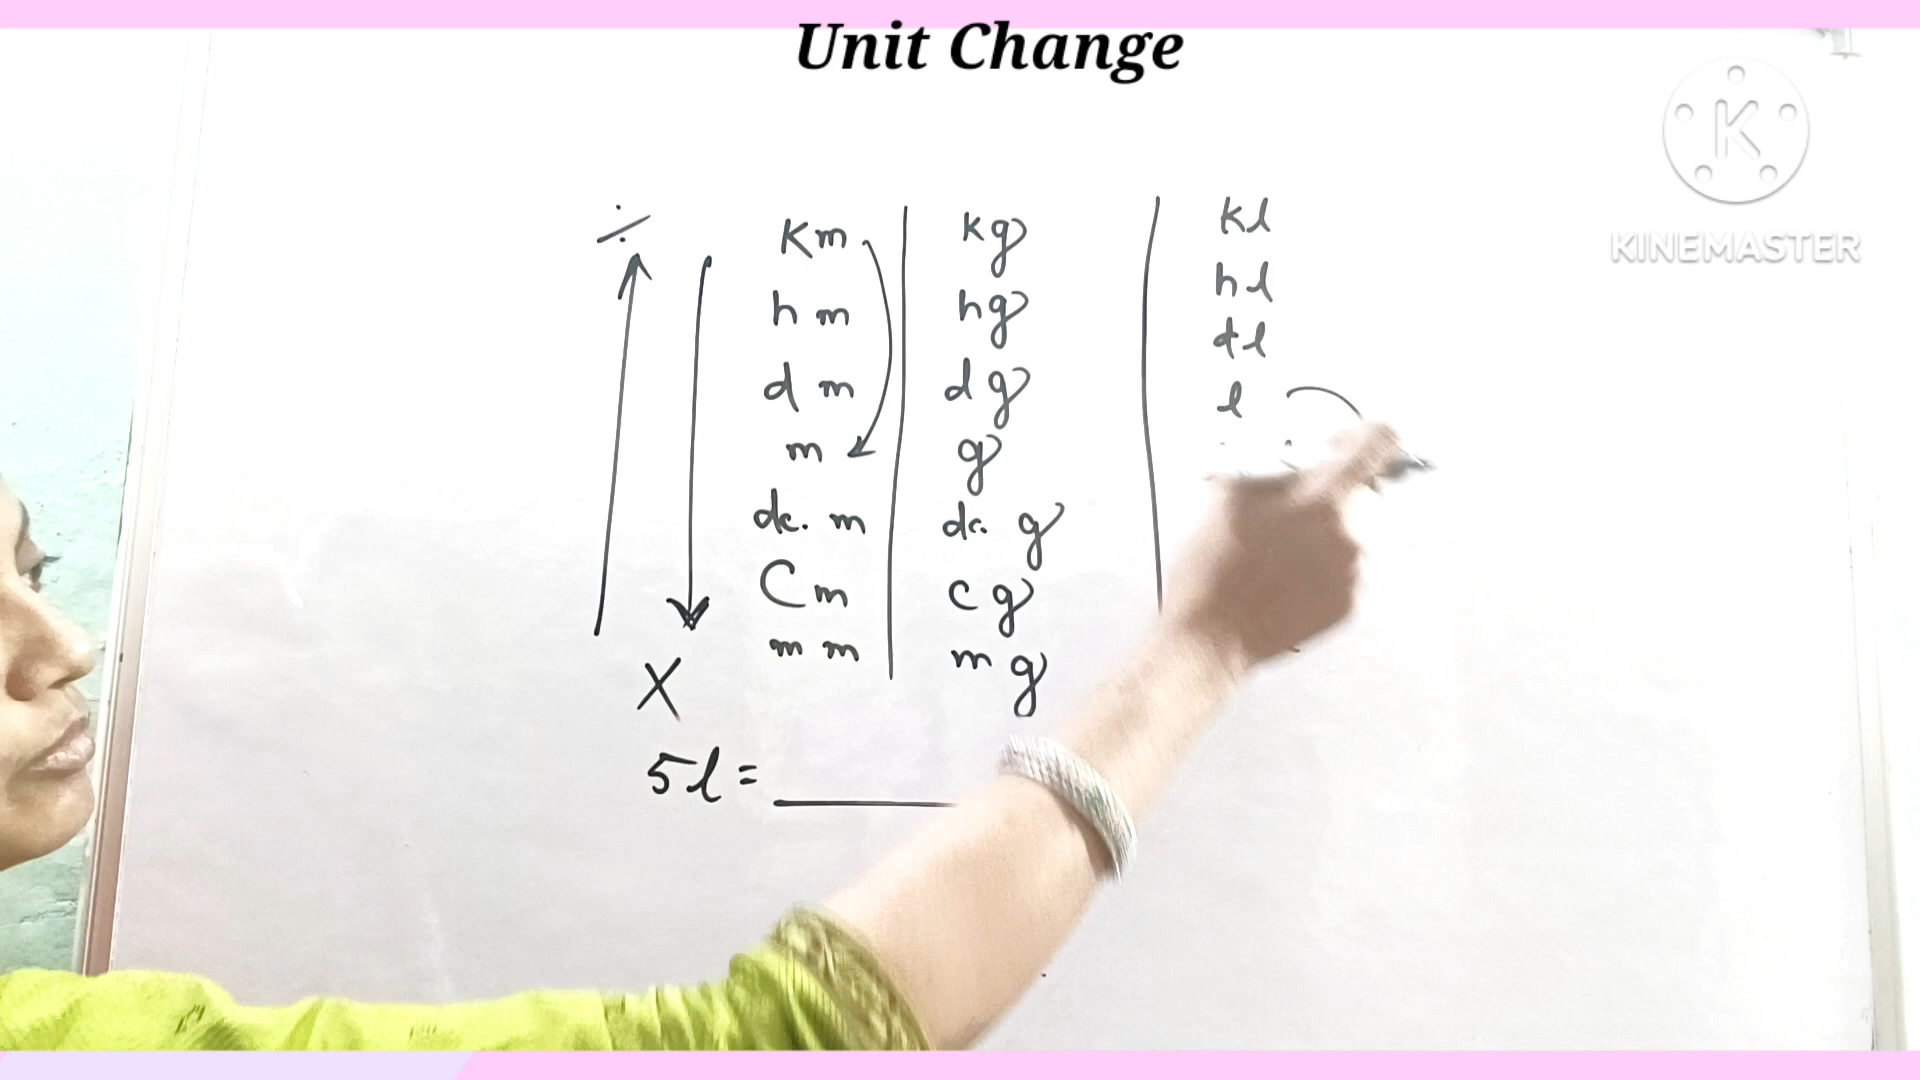 Unit Change
K
KINEMASTER
÷
Km kg kl
hm hg hl
dm dg dl
m g l
dc. m dc. g
Cm cg
mm mg
X
5l =